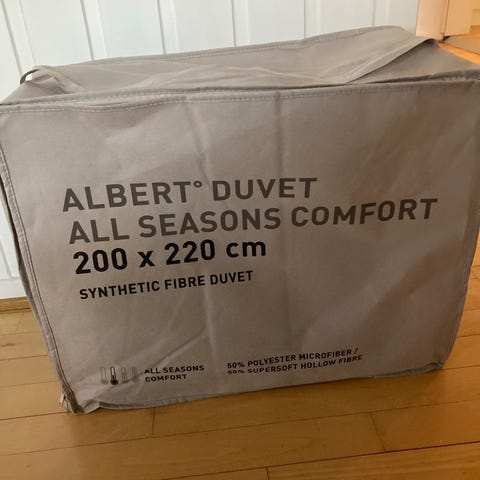 ALBERT° DUVET
ALL SEASONS COMFORT
200 x 220 cm
SYNTHETIC FIBRE DUVET
ALL SEASONS
COMFORT
50% POLYESTER MICROFIBER /
50% SUPERSOFT HOLLOW FIBRE